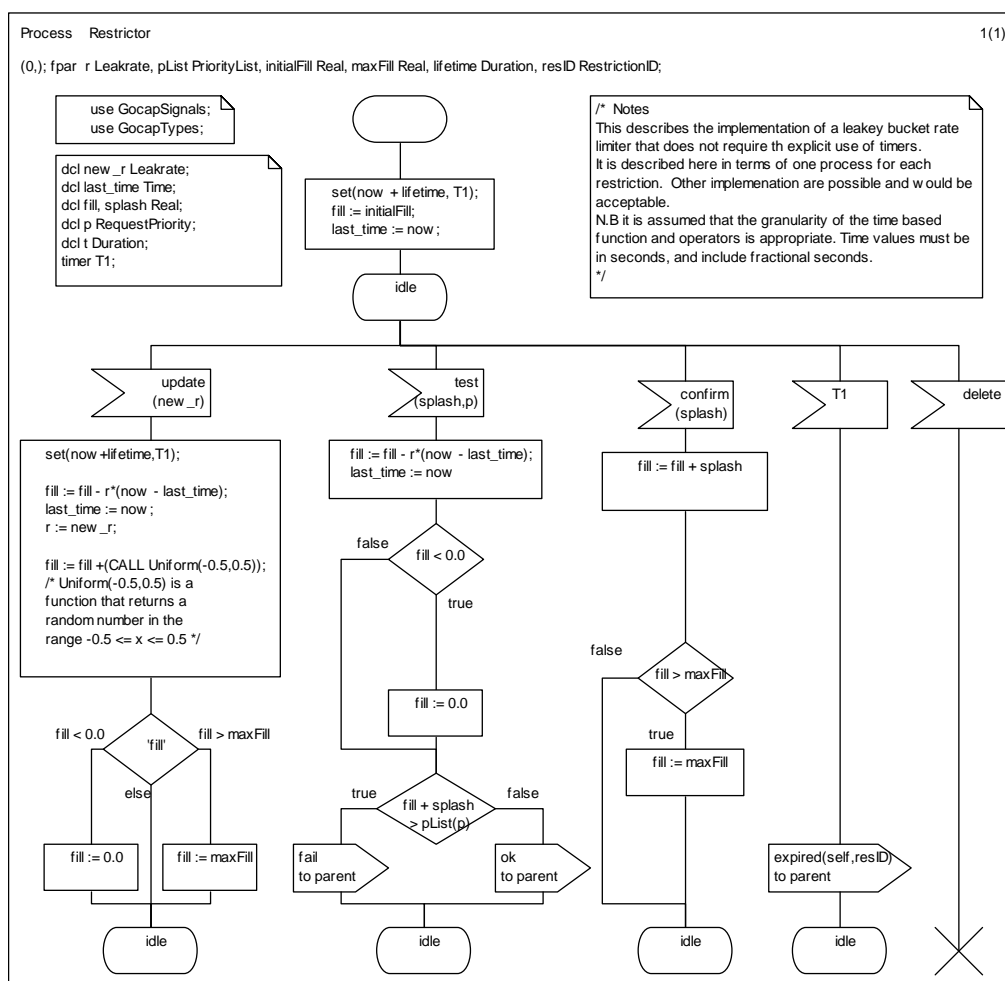 Process Restrictor
1(1)
(0,); fpar r Leakrate, pList PriorityList, initialFill Real, maxFill Real, lifetime Duration, resID RestrictionID;
use GocapSignals;
use GocapTypes;
dcl new_r Leakrate;
dcl last_time Time;
dcl fill, splash Real;
dcl p RequestPriority;
dcl t Duration;
timer T1;
set(now + lifetime, T1);
fill := initialFill;
last_time := now;
/* Notes
This describes the implementation of a leakey bucket rate
limiter that does not require th explicit use of timers.
It is described here in terms of one process for each
restriction. Other implemenation are possible and would be
acceptable.
N.B it is assumed that the granularity of the time based
function and operators is appropriate. Time values must be
in seconds, and include fractional seconds.
*/
idle
update
(new_r)
test
(splash,p)
confirm
(splash)
T1
delete
set(now+lifetime,T1);
fill := fill - r*(now - last_time);
last_time := now;
r := new_r;
fill := fill +(CALL Uniform(-0.5,0.5));
/* Uniform(-0.5,0.5) is a
function that returns a
random number in the
range -0.5 <= x <= 0.5 */
fill := fill - r*(now - last_time);
last_time := now
fill := fill + splash
false
fill < 0.0
true
false
fill > maxFill
true
fill := 0.0
fill := maxFill
fill < 0.0
'fill'
fill > maxFill
else
true
fill + splash
> pList(p)
false
fill := 0.0
fill := maxFill
fail
to parent
ok
to parent
expired(self,resID)
to parent
idle
idle
idle
idle